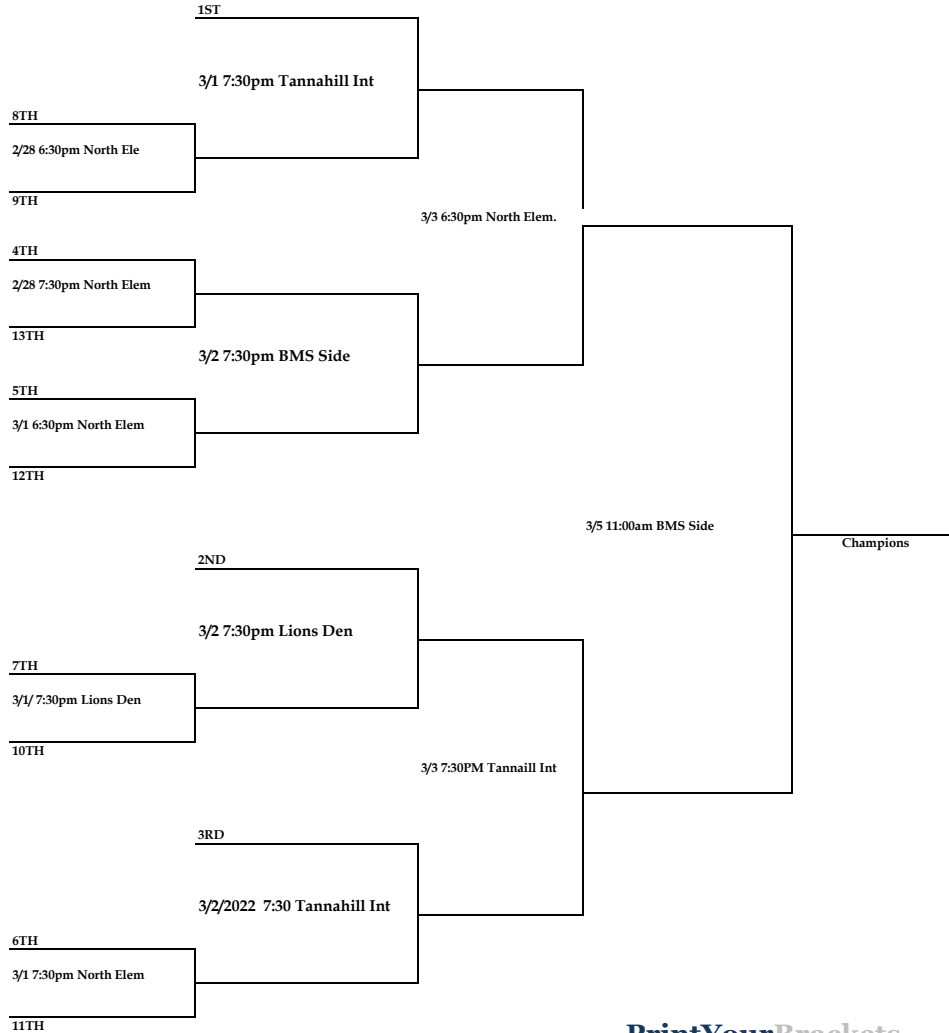 1ST
3/1 7:30pm Tannahill Int
8TH
2/28 6:30pm North Ele
9TH
3/3 6:30pm North Elem.
4TH
2/28 7:30pm North Elem
13TH
3/2 7:30pm BMS Side
5TH
3/1 6:30pm North Elem
12TH
3/5 11:00am BMS Side
Champions
2ND
3/2 7:30pm Lions Den
7TH
3/1/ 7:30pm Lions Den
10TH
3/3 7:30PM Tannaill Int
3RD
3/2/2022 7:30 Tannahill Int
6TH
3/1 7:30pm North Elem
11TH
PrintYourBrackets